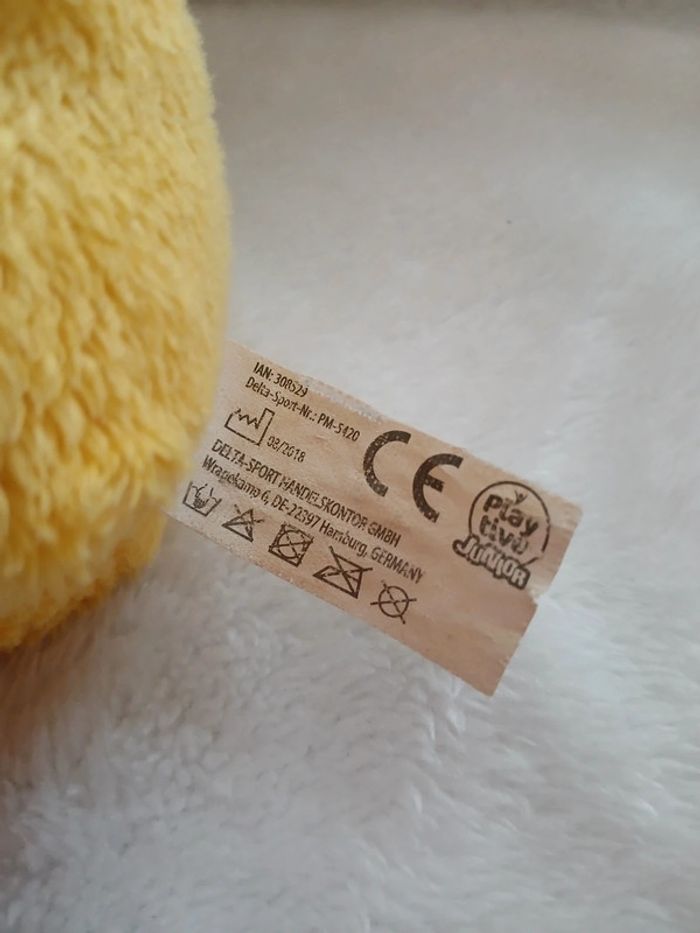 IAN: 308529
Delta-Sport-Nr.: PM-5420
08/2018
DELTA-SPORT HANDELSKONTOR GMBH
Wragekamp 6, DE-22397 Hamburg, GERMANY
CE
Play
tive
JUNIOR